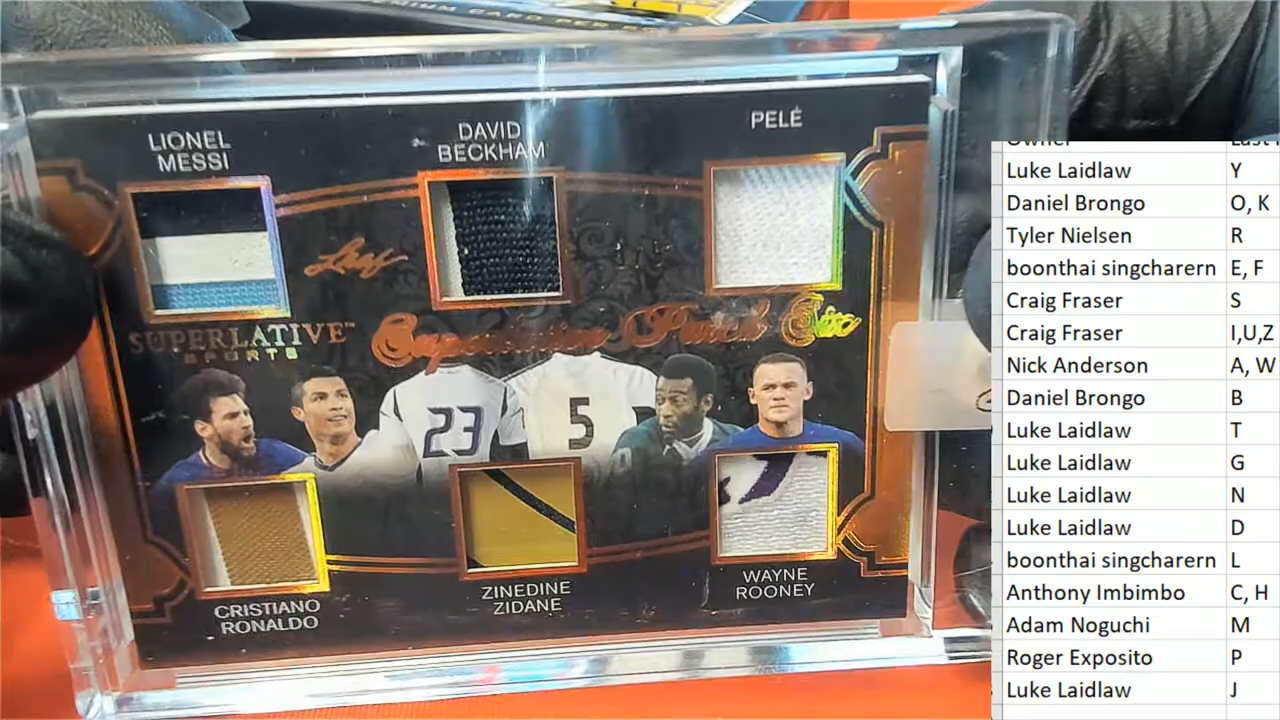 LIONEL
MESSI
DAVID
BECKHAM
PELÉ
Leaf
SUPERLATIVE™
SPORTS
23
5
CRISTIANO
RONALDO
ZINEDINE
ZIDANE
WAYNE
ROONEY
Owner
Luke Laidlaw Y
Daniel Brongo O, K
Tyler Nielsen R
boonthai singcharern E, F
Craig Fraser S
Craig Fraser I,U,Z
Nick Anderson A, W
Daniel Brongo B
Luke Laidlaw T
Luke Laidlaw G
Luke Laidlaw N
Luke Laidlaw D
boonthai singcharern L
Anthony Imbimbo C, H
Adam Noguchi M
Roger Exposito P
Luke Laidlaw J